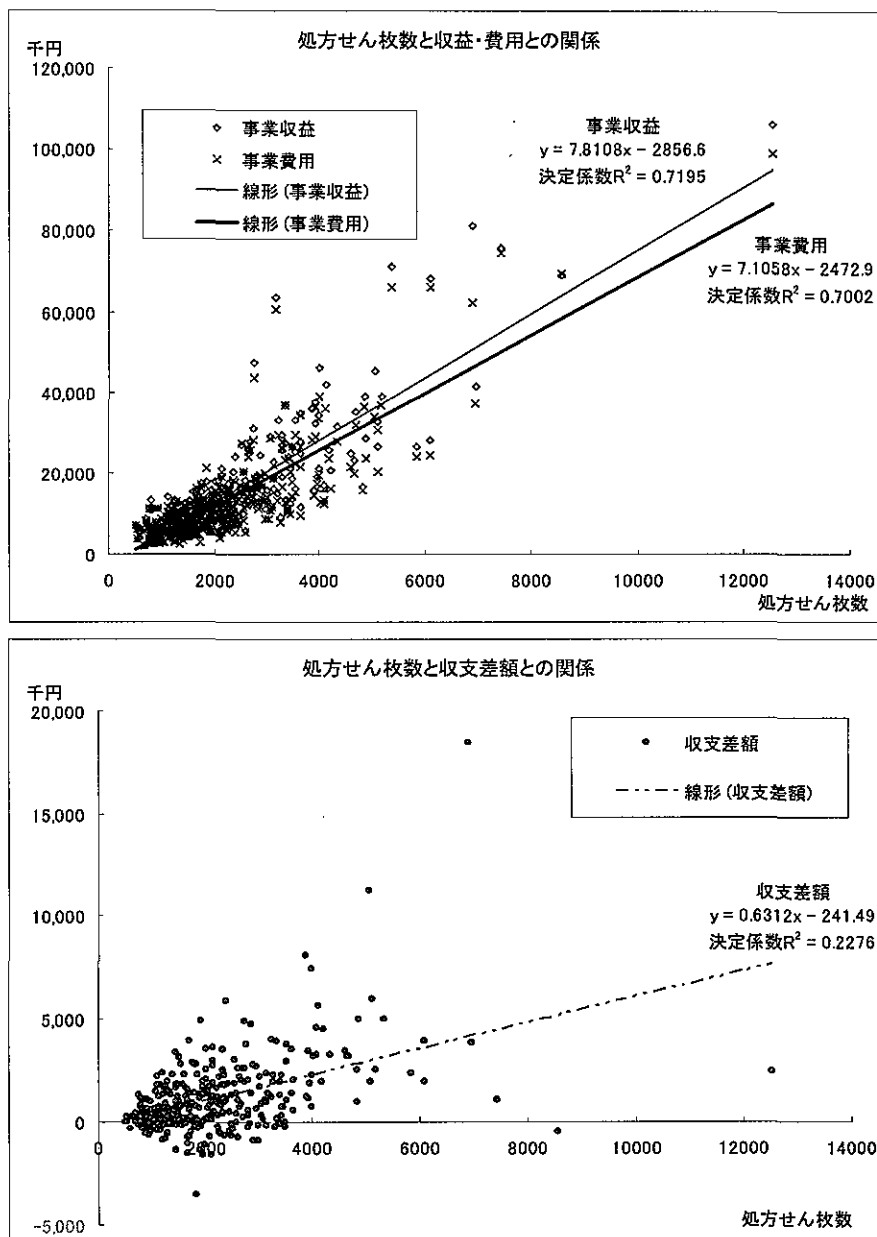 処方せん枚数と収益・費用との関係
千円
120,000
100,000
80,000
60,000
40,000
20,000
0
事業収益
事業費用
線形(事業収益)
線形(事業費用)
事業収益
y = 7.8108x - 2856.6
決定係数R² = 0.7195
事業費用
y = 7.1058x - 2472.9
決定係数R² = 0.7002
0 2000 4000 6000 8000 10000 12000 14000
処方せん枚数
処方せん枚数と収支差額との関係
千円
20,000
15,000
10,000
5,000
0
-5,000
収支差額
線形(収支差額)
収支差額
y = 0.6312x - 241.49
決定係数R² = 0.2276
0 2000 4000 6000 8000 10000 12000 14000
処方せん枚数